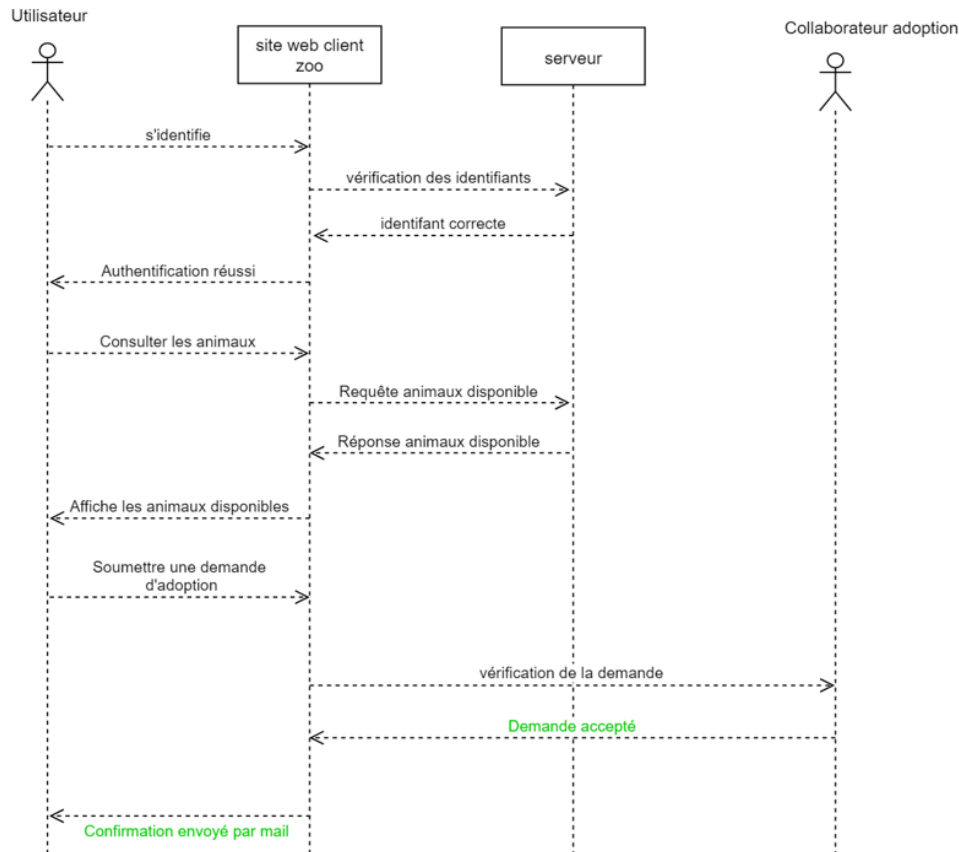 Utilisateur
site web client
zoo
serveur
Collaborateur adoption
s'identifie
vérification des identifiants
identifant correcte
Authentification réussi
Consulter les animaux
Requête animaux disponible
Réponse animaux disponible
Affiche les animaux disponibles
Soumettre une demande
d'adoption
vérification de la demande
Demande accepté
Confirmation envoyé par mail